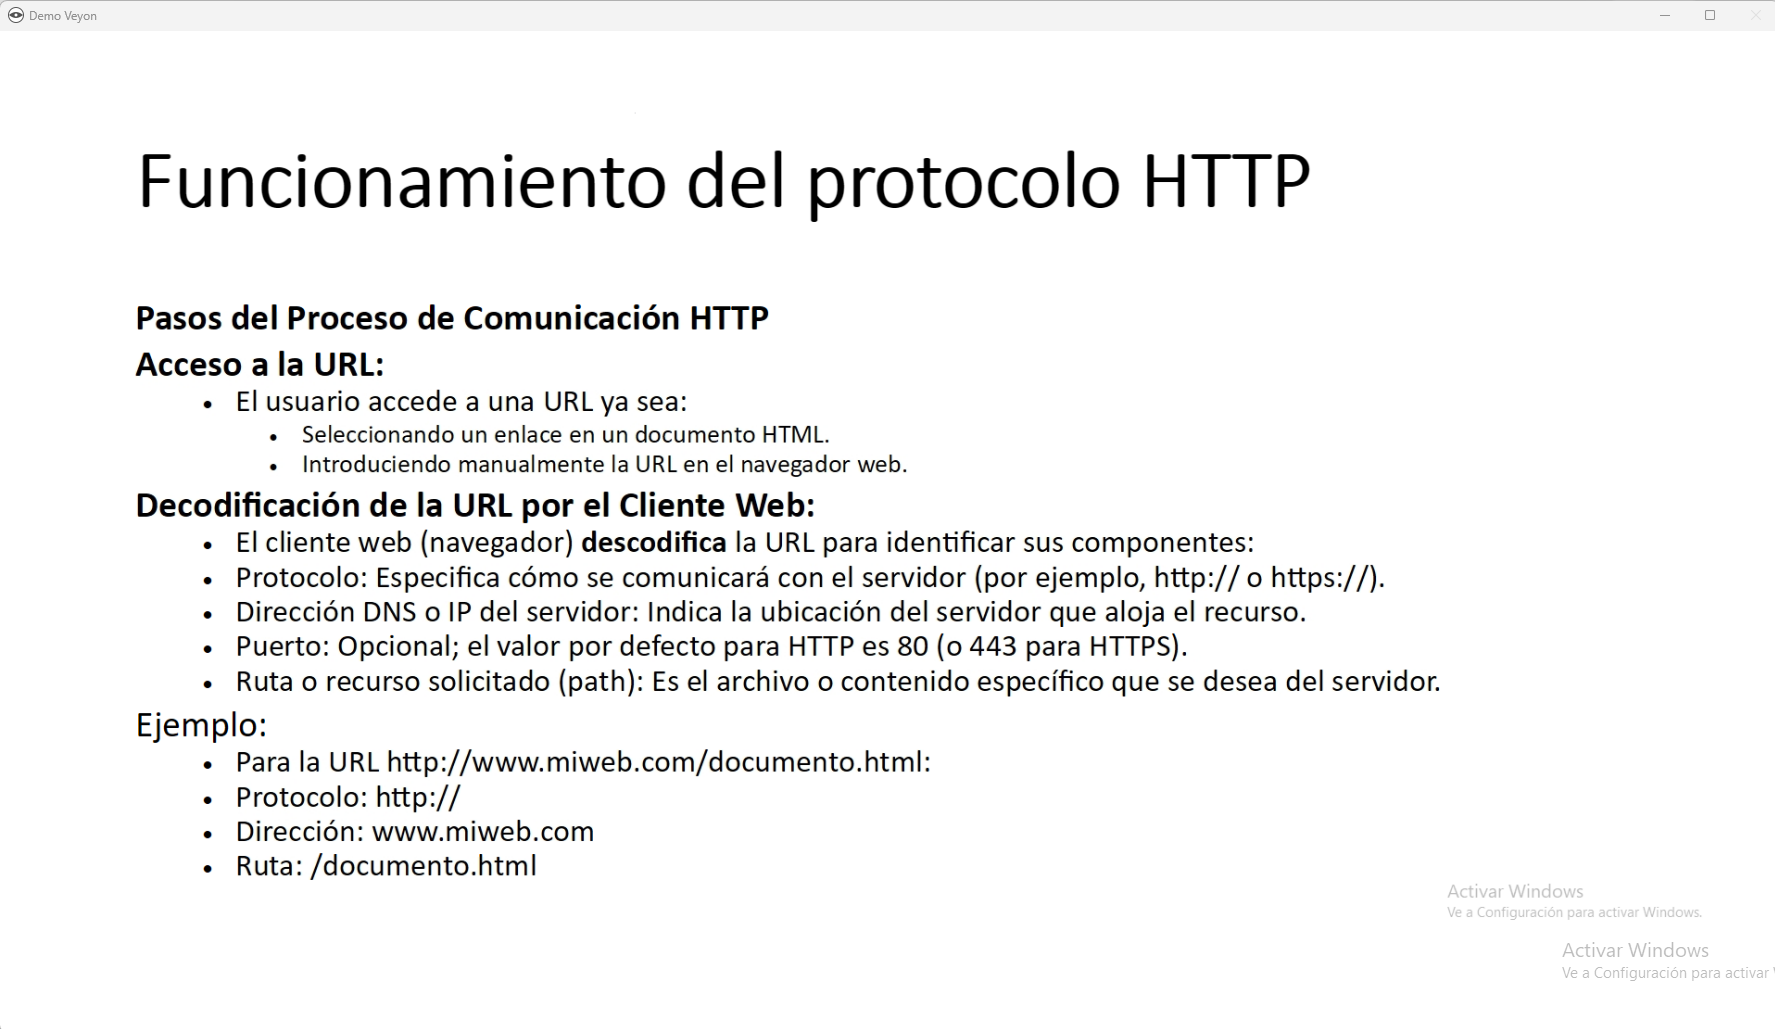 Demo Veyon
Funcionamiento del protocolo HTTP
Pasos del Proceso de Comunicación HTTP
Acceso a la URL:
• El usuario accede a una URL ya sea:
• Seleccionando un enlace en un documento HTML.
• Introduciendo manualmente la URL en el navegador web.
Decodificación de la URL por el Cliente Web:
• El cliente web (navegador) descodifica la URL para identificar sus componentes:
• Protocolo: Especifica cómo se comunicará con el servidor (por ejemplo, http:// o https://).
• Dirección DNS o IP del servidor: Indica la ubicación del servidor que aloja el recurso.
• Puerto: Opcional; el valor por defecto para HTTP es 80 (o 443 para HTTPS).
• Ruta o recurso solicitado (path): Es el archivo o contenido específico que se desea del servidor.
Ejemplo:
• Para la URL http://www.miweb.com/documento.html:
• Protocolo: http://
• Dirección: www.miweb.com
• Ruta: /documento.html
Activar Windows
Ve a Configuración para activar Windows.
Activar Windows
Ve a Configuración para activar